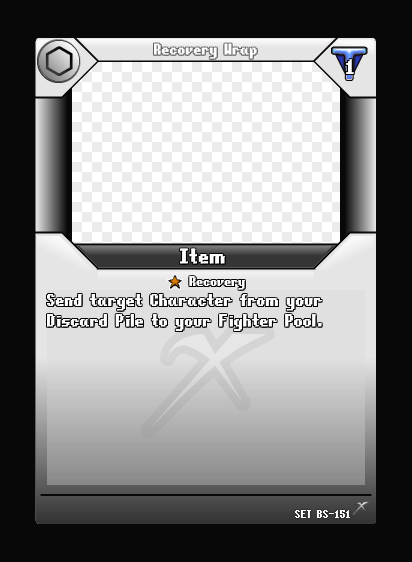 Recovery Wrap
1
Item
Recovery
Send target Character from your
Discard Pile to your Fighter Pool.
SET BS-151